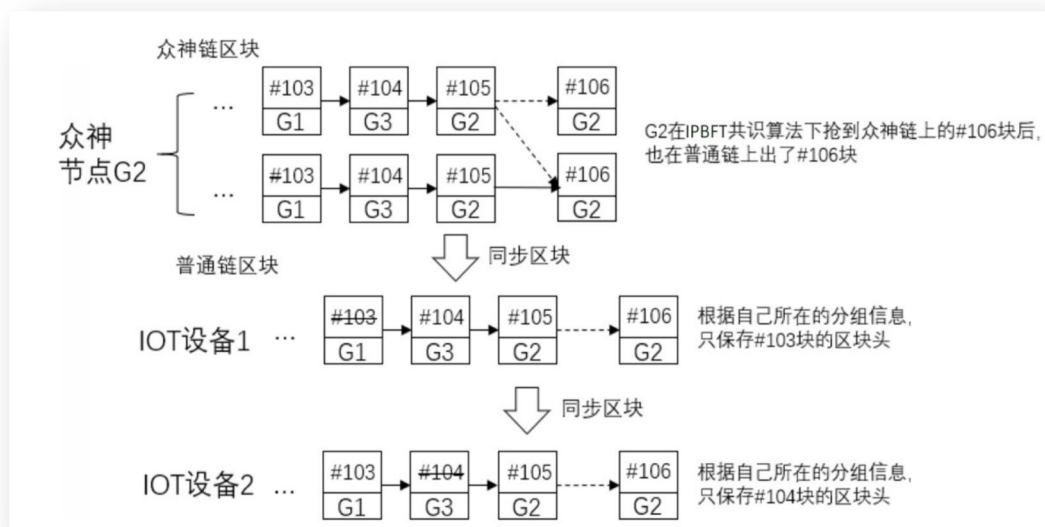 众神链区块
… #103 #104 #105 #106
G1 G3 G2 G2
众神
节点G2
G2在IPBFT共识算法下抢到众神链上的#106块后,
也在普通链上出了#106块
… #103 #104 #105 #106
G1 G3 G2 G2
普通链区块
同步区块
IOT设备1 … #103 #104 #105 #106
G1 G3 G2 G2
根据自己所在的分组信息,
只保存#103块的区块头
同步区块
IOT设备2 … #103 #104 #105 #106
G1 G3 G2 G2
根据自己所在的分组信息,
只保存#104块的区块头